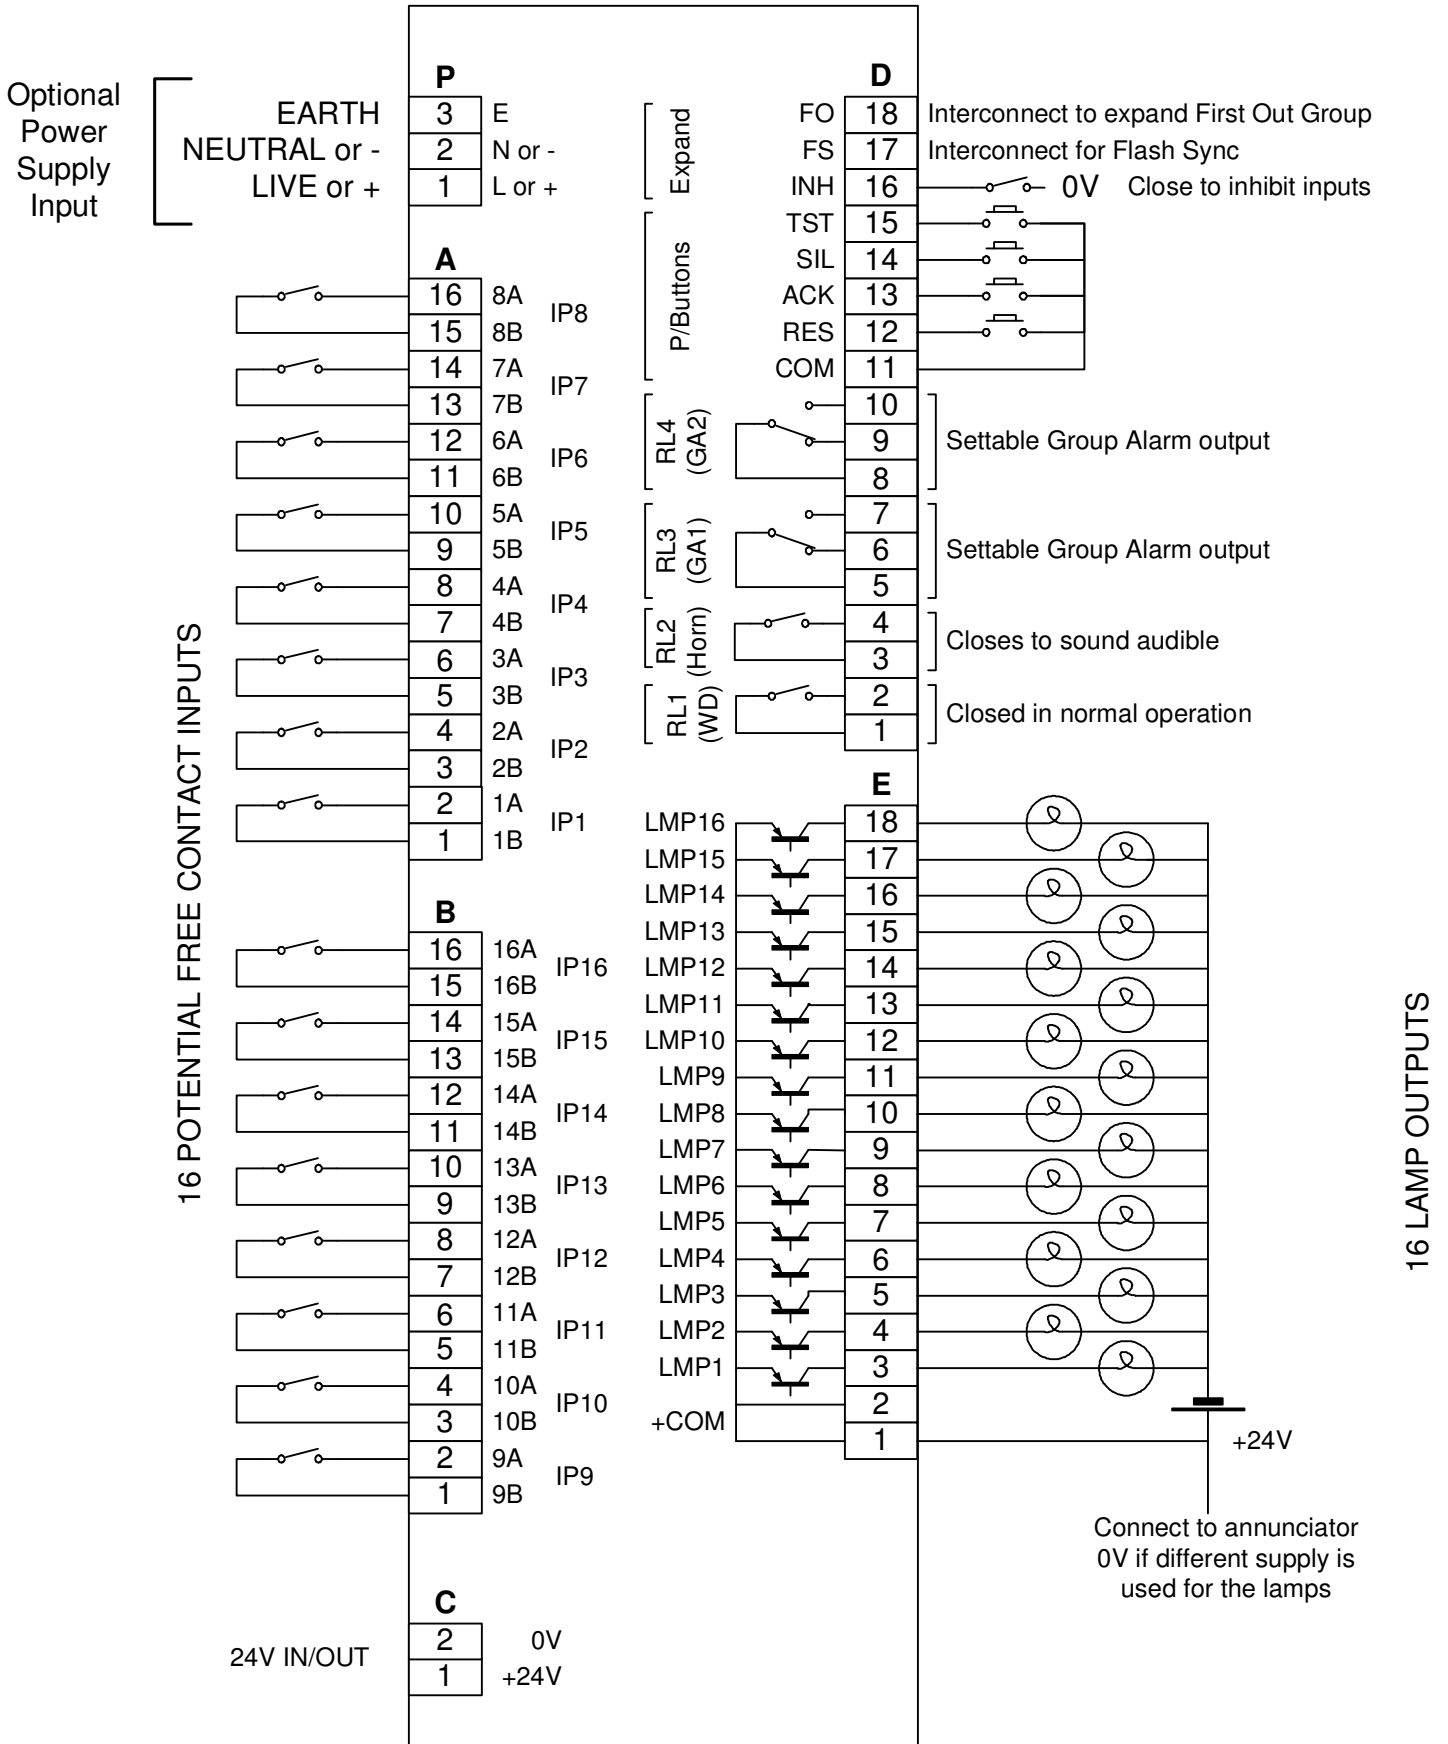 Optional
Power
Supply
Input
EARTH
NEUTRAL or -
LIVE or +
P
3 E
2 N or -
1 L or +
A
16 8A
15 8B
IP8
14 7A
13 7B
IP7
12 6A
11 6B
IP6
10 5A
9 5B
IP5
8 4A
7 4B
IP4
6 3A
5 3B
IP3
4 2A
3 2B
IP2
2 1A
1 1B
IP1
16 POTENTIAL FREE CONTACT INPUTS
B
16 16A
15 16B
IP16
14 15A
13 15B
IP15
12 14A
11 14B
IP14
10 13A
9 13B
IP13
8 12A
7 12B
IP12
6 11A
5 11B
IP11
4 10A
3 10B
IP10
2 9A
1 9B
IP9
C
24V IN/OUT
2 0V
1 +24V
D
Expand
FO 18 Interconnect to expand First Out Group
FS 17 Interconnect for Flash Sync
INH 16 0V Close to inhibit inputs
P/Buttons
TST 15
SIL 14
ACK 13
RES 12
COM 11
RL4
(GA2)
10
9
8
Settable Group Alarm output
RL3
(GA1)
7
6
5
Settable Group Alarm output
RL2
(Horn)
4
3
Closes to sound audible
RL1
(WD)
2
1
Closed in normal operation
E
LMP16 18
LMP15 17
LMP14 16
LMP13 15
LMP12 14
LMP11 13
LMP10 12
LMP9 11
LMP8 10
LMP7 9
LMP6 8
LMP5 7
LMP4 6
LMP3 5
LMP2 4
LMP1 3
+COM
2
1
+24V
Connect to annunciator
0V if different supply is
used for the lamps
16 LAMP OUTPUTS